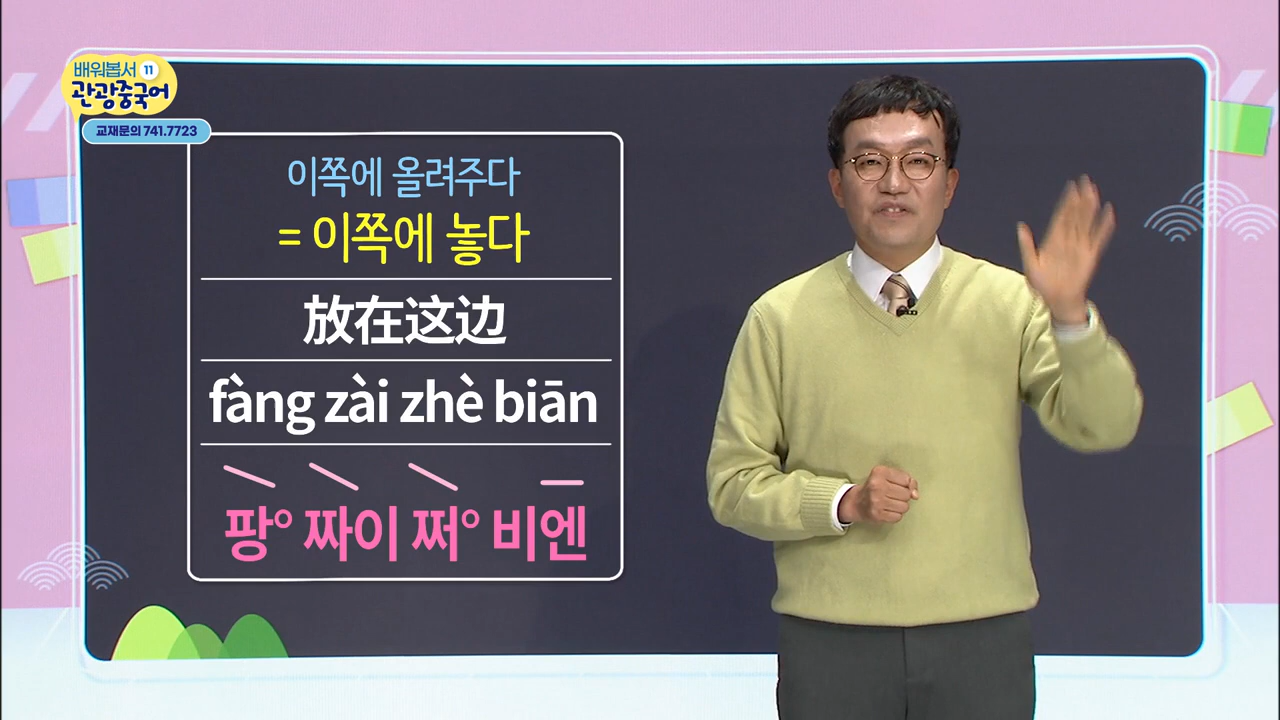 배워봅서 11
관광중국어
교재문의 741.7723
이쪽에 올려주다
= 이쪽에 놓다
放在这边
fàng zài zhè biān
팡° 짜이 쩌° 비엔